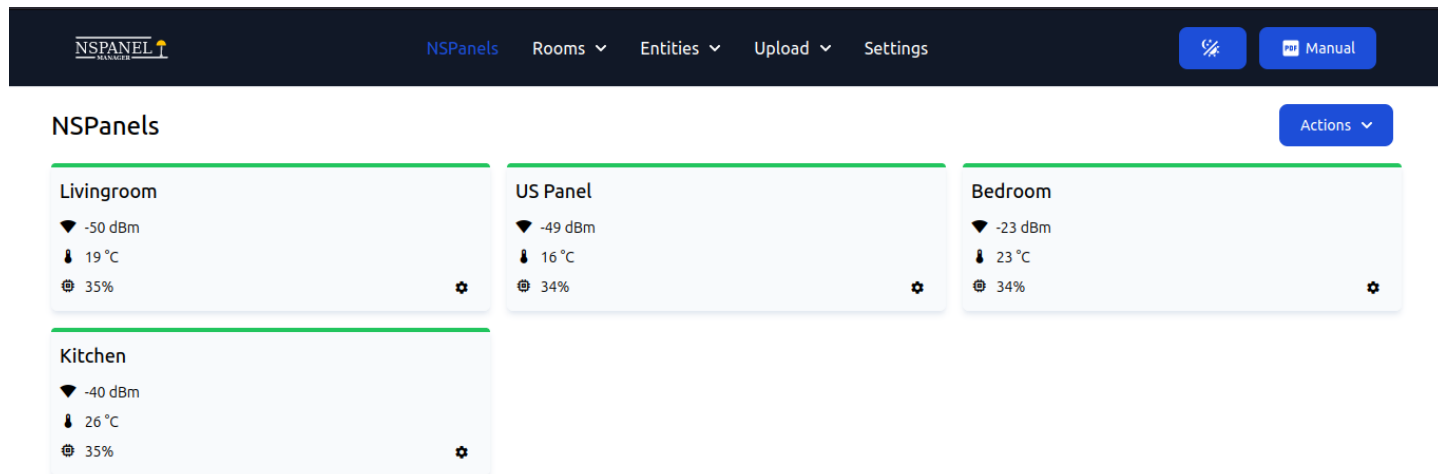 NSPANEL
MANAGER
NSPanels Rooms Entities Upload Settings
PDF Manual
NSPanels
Actions
Livingroom
-50 dBm
19 °C
35%
US Panel
-49 dBm
16 °C
34%
Bedroom
-23 dBm
23 °C
34%
Kitchen
-40 dBm
26 °C
35%